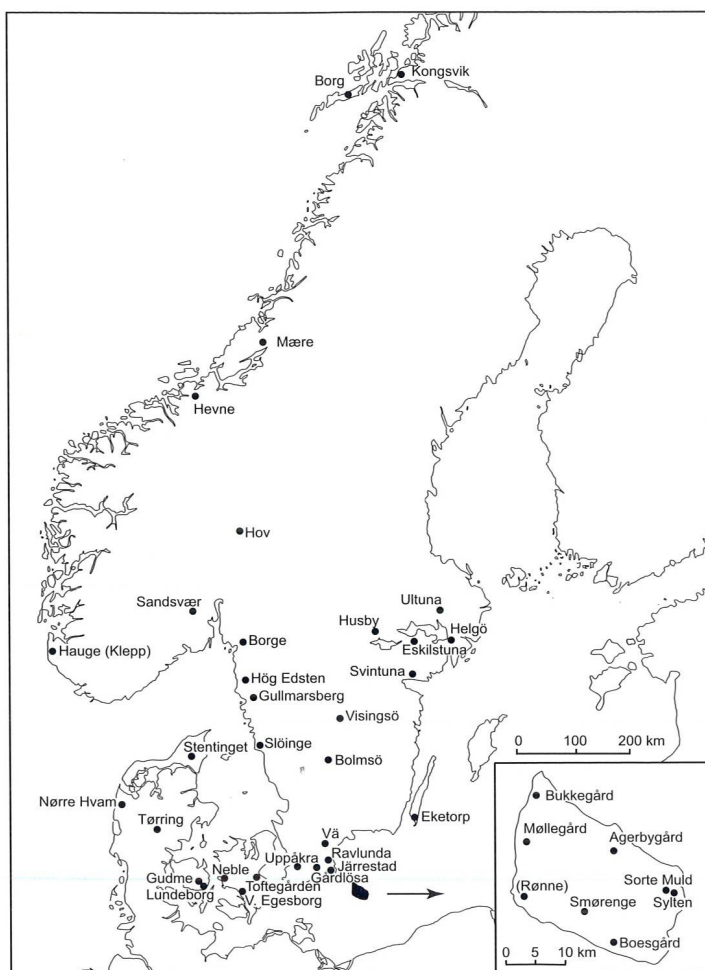 Kongsvik
Borg
Mære
Hevne
Hov
Sandsvær
Ultuna
Husby
Helgö
Borge
Eskilstuna
Hauge (Klepp)
Svintuna
Hög Edsten
Gullmarsberg
Visingsö
Slöinge
0 100 200 km
Stentinget
Bolmsö
Nørre Hvam
Eketorp
Tørring
Vä
Ravlunda
Uppåkra
Järrestad
Neble
Gårdlösa
Gudme
Toftegården
Lundeborg
V. Egesborg
Bukkegård
Møllegård
Agerbygård
(Rønne)
Sorte Muld
Smørenge
Sylten
Boesgård
0 5 10 km